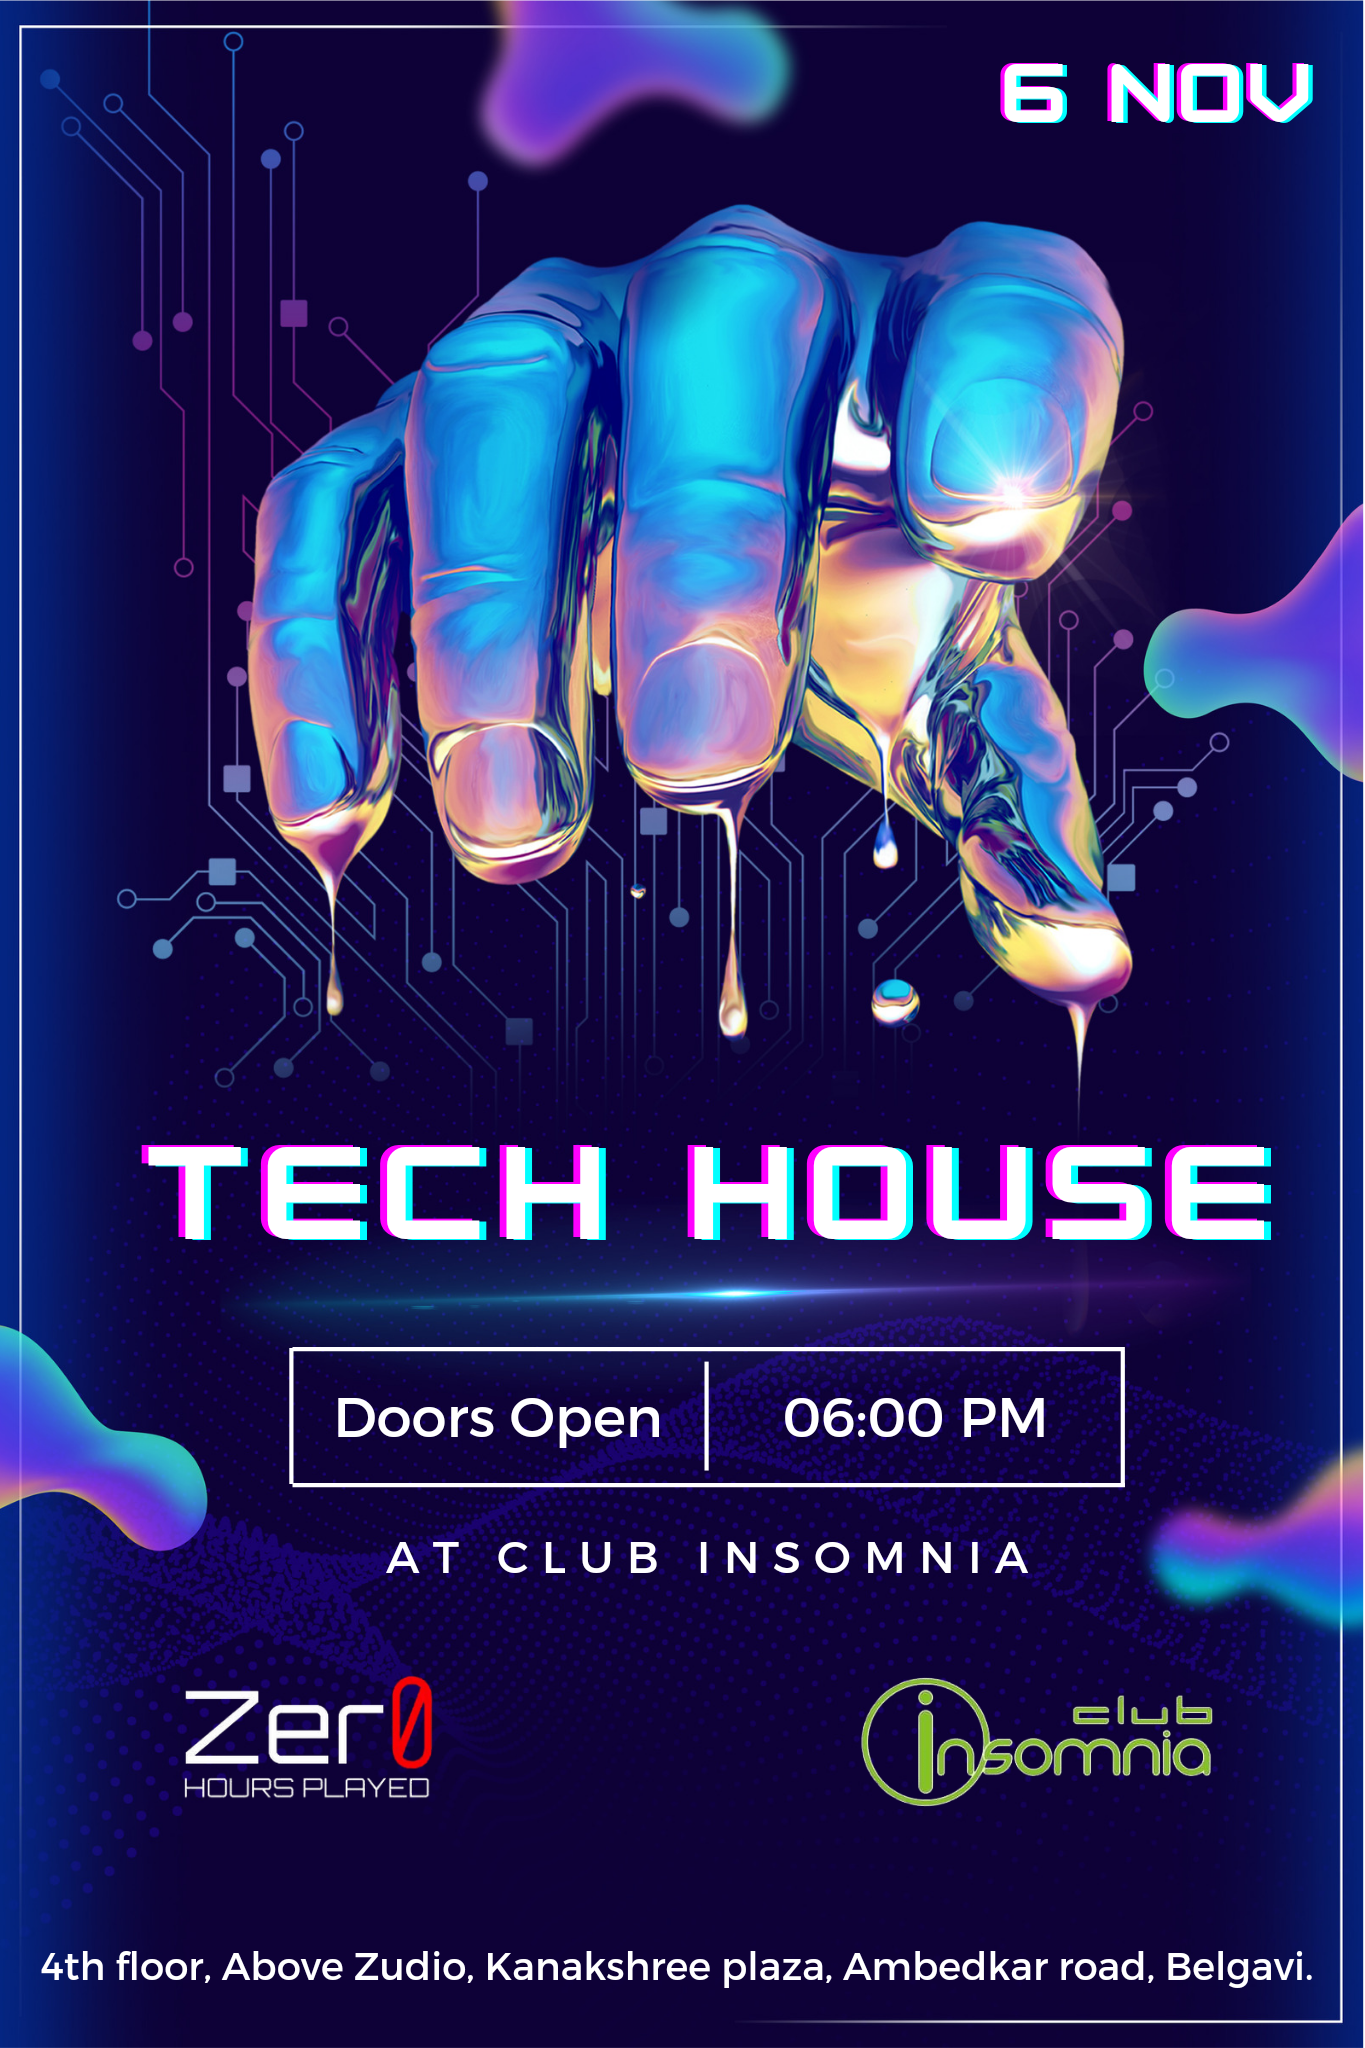 6 NOV
TECH HOUSE
Doors Open | 06:00 PM
AT CLUB INSOMNIA
Zer0
HOURS PLAYED
club
insomnia
4th floor, Above Zudio, Kanakshree plaza, Ambedkar road, Belgavi.